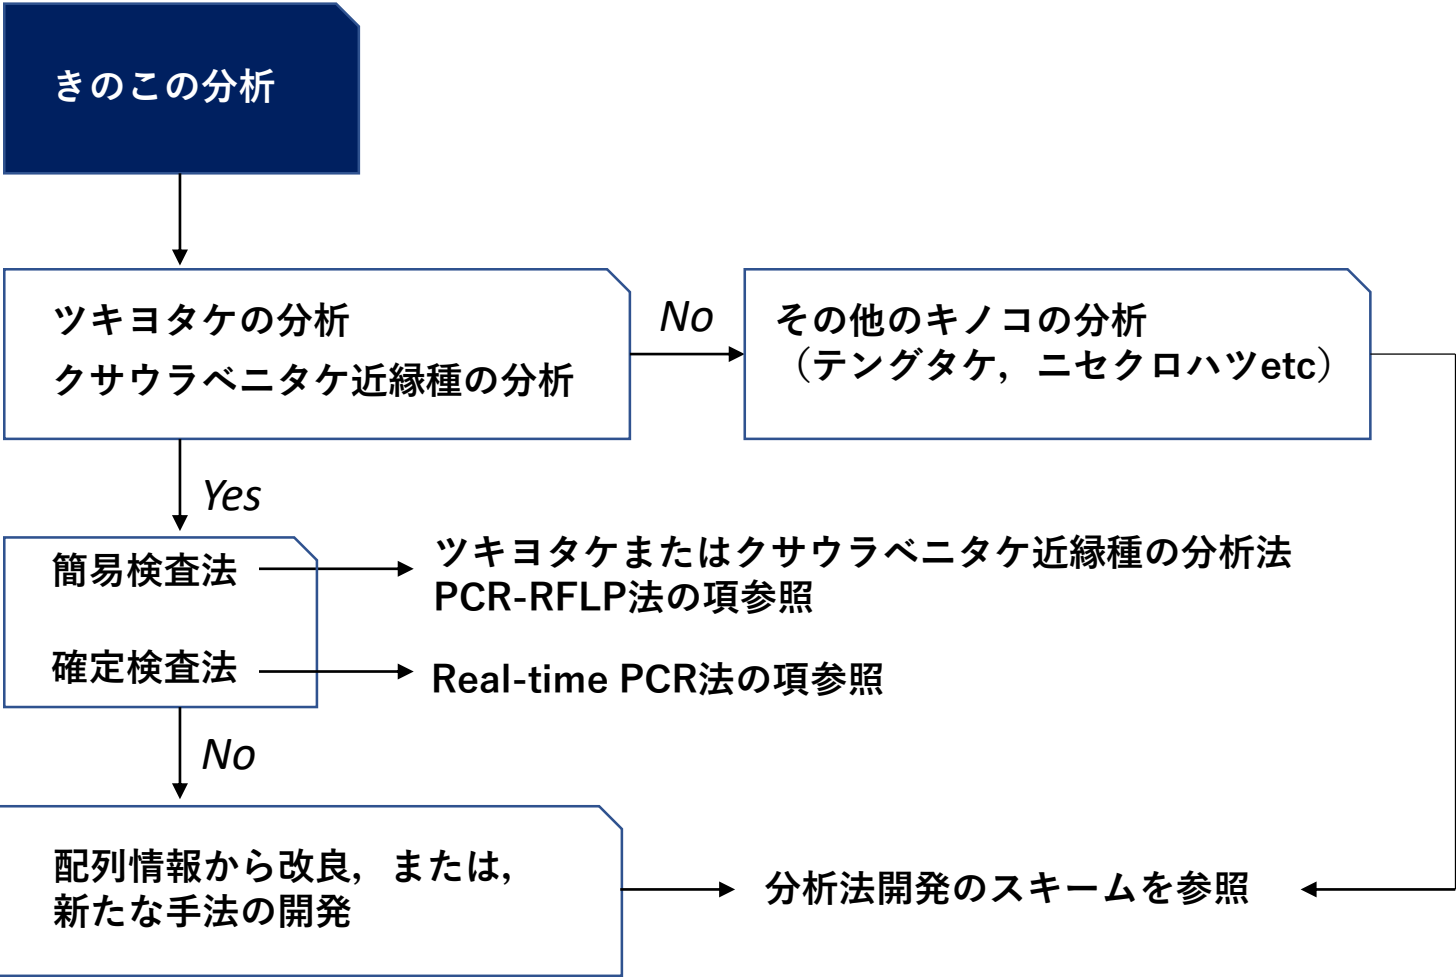 きのこの分析
ツキヨタケの分析
クサウラベニタケ近縁種の分析
No
その他のキノコの分析
（テングタケ，ニセクロハツetc）
Yes
簡易検査法
ツキヨタケまたはクサウラベニタケ近縁種の分析法
PCR-RFLP法の項参照
確定検査法
Real-time PCR法の項参照
No
配列情報から改良，または，
新たな手法の開発
分析法開発のスキームを参照